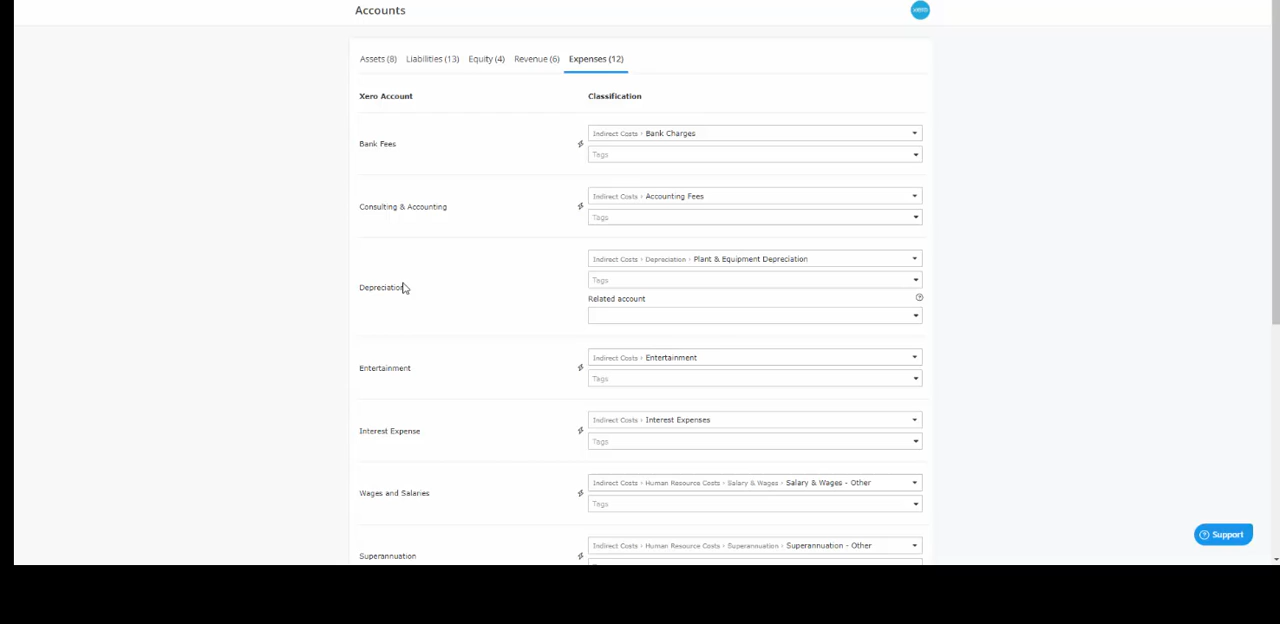 Accounts
Assets (8) Liabilities (13) Equity (4) Revenue (6) Expenses (12)
Xero Account Classification
Bank Fees
Indirect Costs › Bank Charges
Tags
Consulting & Accounting
Indirect Costs › Accounting Fees
Tags
Depreciation
Indirect Costs › Depreciation › Plant & Equipment Depreciation
Tags
Related account
Entertainment
Indirect Costs › Entertainment
Tags
Interest Expense
Indirect Costs › Interest Expenses
Tags
Wages and Salaries
Indirect Costs › Human Resource Costs › Salary & Wages › Salary & Wages - Other
Tags
Superannuation
Indirect Costs › Human Resource Costs › Superannuation › Superannuation - Other
Support